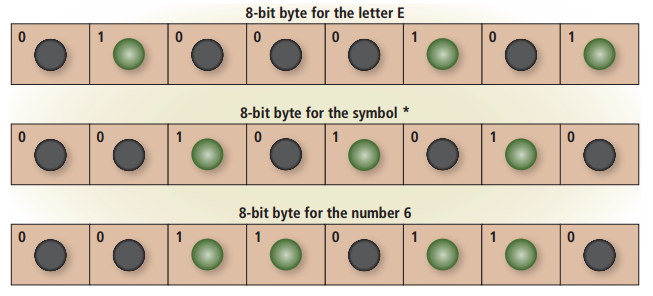 8-bit byte for the letter E
0 1 0 0 0 1 0 1
8-bit byte for the symbol *
0 0 1 0 1 0 1 0
8-bit byte for the number 6
0 0 1 1 0 1 1 0